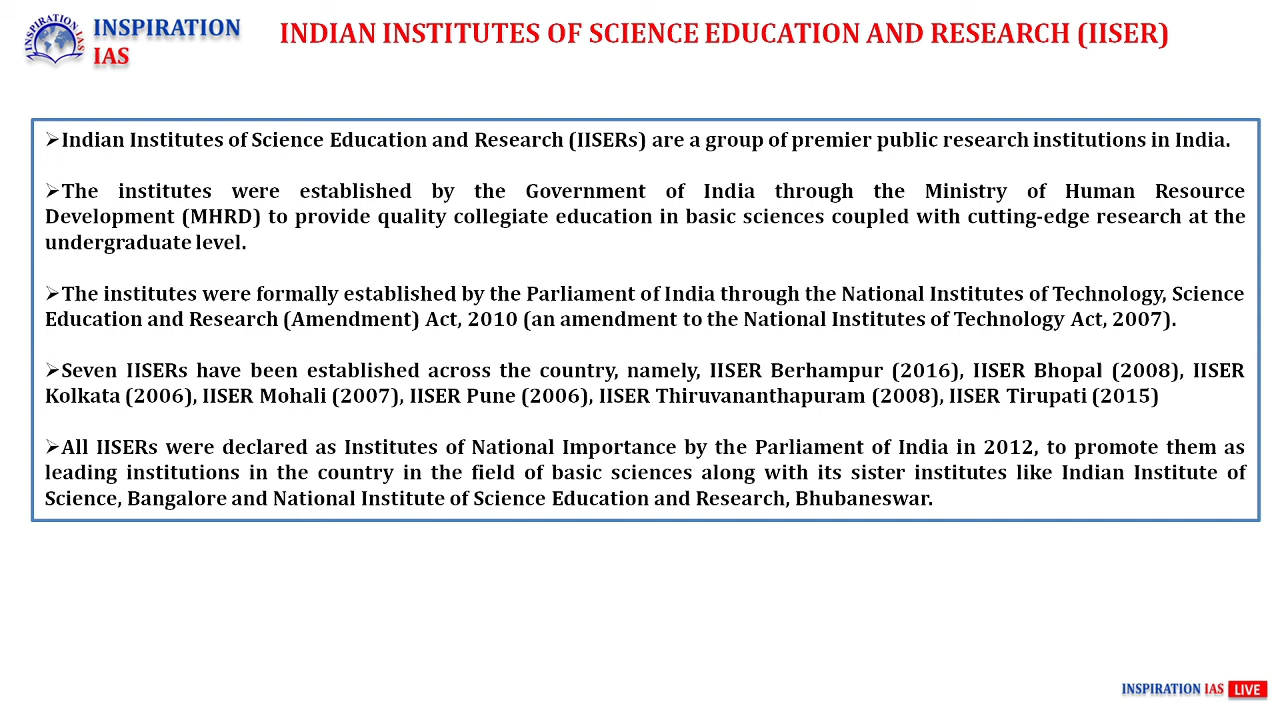 INSPIRATION IAS
INSPIRATION
IAS
INDIAN INSTITUTES OF SCIENCE EDUCATION AND RESEARCH (IISER)
➢Indian Institutes of Science Education and Research (IISERs) are a group of premier public research institutions in India.
➢The institutes were established by the Government of India through the Ministry of Human Resource
Development (MHRD) to provide quality collegiate education in basic sciences coupled with cutting-edge research at the
undergraduate level.
➢The institutes were formally established by the Parliament of India through the National Institutes of Technology, Science
Education and Research (Amendment) Act, 2010 (an amendment to the National Institutes of Technology Act, 2007).
➢Seven IISERs have been established across the country, namely, IISER Berhampur (2016), IISER Bhopal (2008), IISER
Kolkata (2006), IISER Mohali (2007), IISER Pune (2006), IISER Thiruvananthapuram (2008), IISER Tirupati (2015)
➢All IISERs were declared as Institutes of National Importance by the Parliament of India in 2012, to promote them as
leading institutions in the country in the field of basic sciences along with its sister institutes like Indian Institute of
Science, Bangalore and National Institute of Science Education and Research, Bhubaneswar.
INSPIRATION IAS LIVE